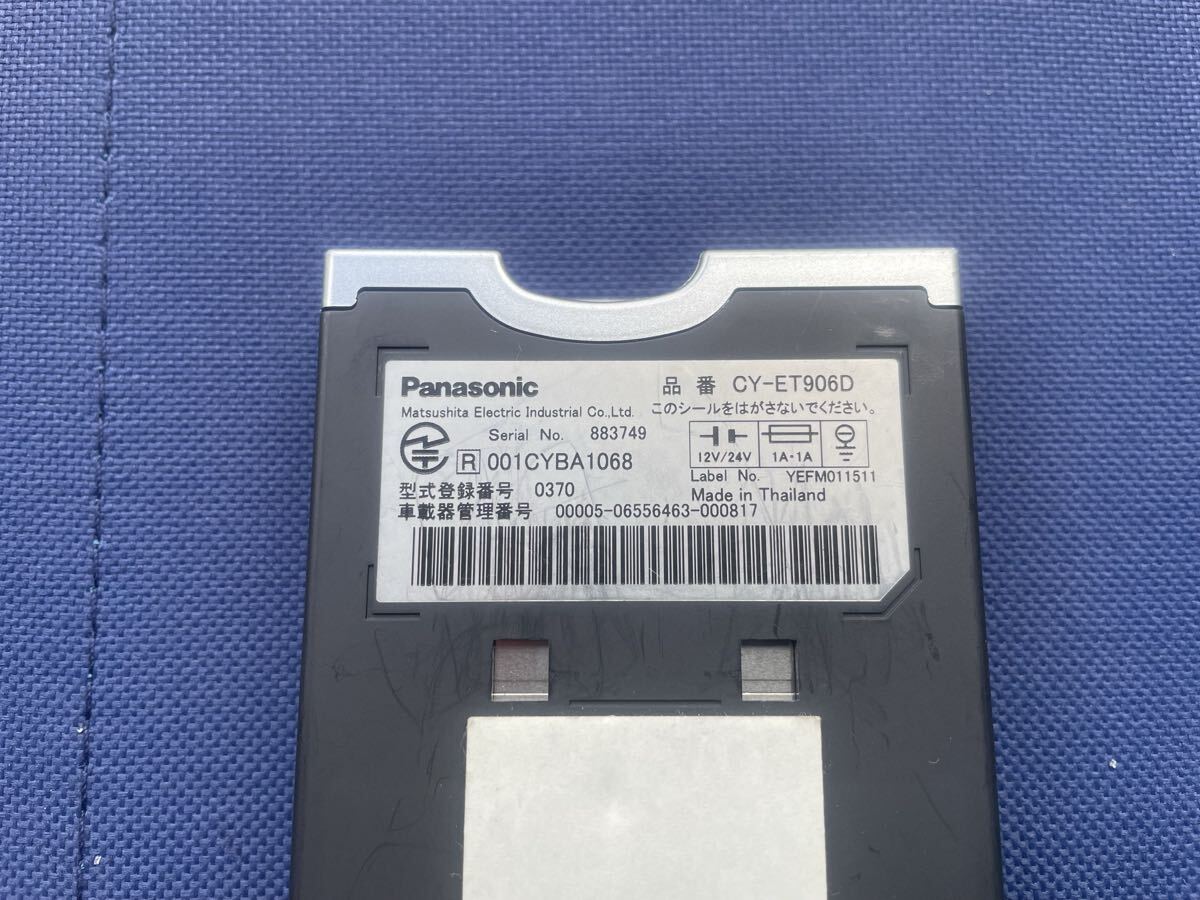 Panasonic 品番 CY-ET906D
Matsushita Electric Industrial Co.,Ltd. このシールをはがさないでください。
Serial No. 883749
R 001CYBA1068
12V/24V 1A·1A
Label No. YEFM011511
型式登録番号 0370 Made in Thailand
車載器管理番号 00005-06556463-000817